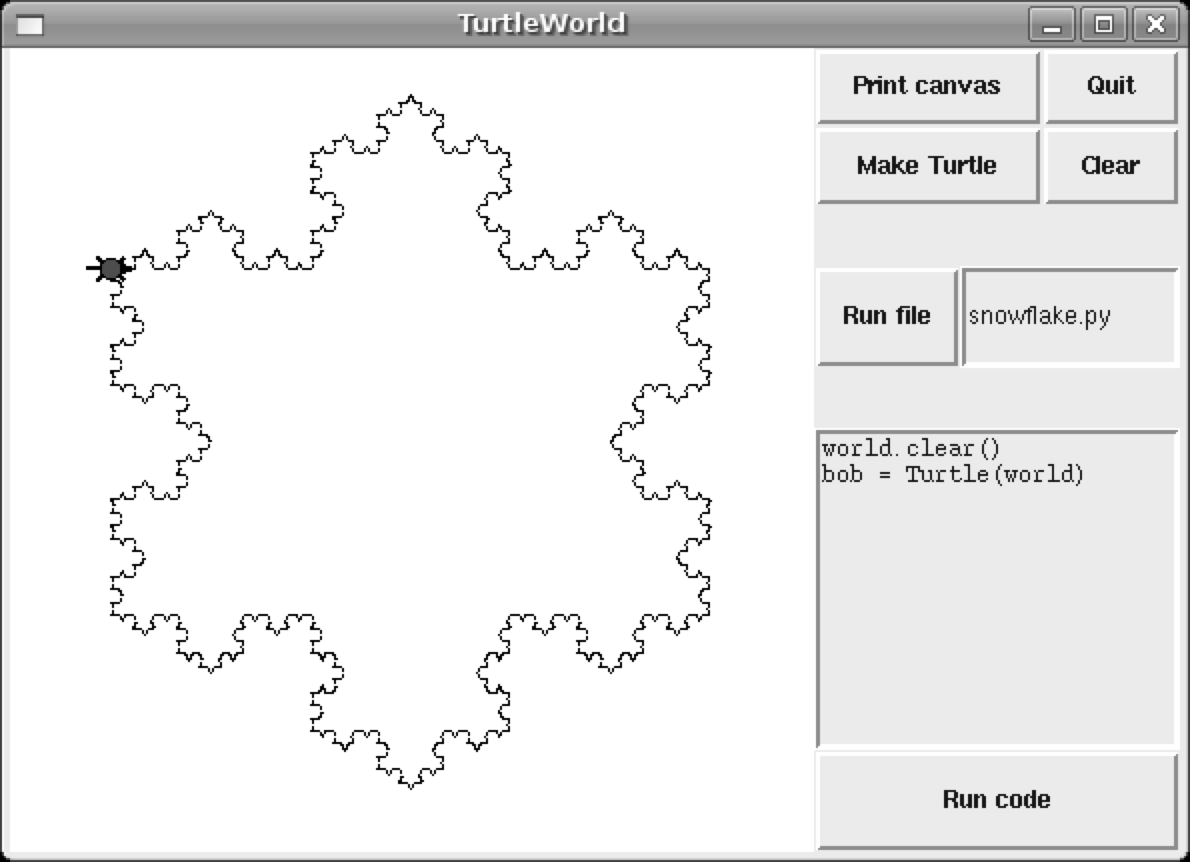 TurtleWorld
Print canvas
Quit
Make Turtle
Clear
Run file
snowflake.py
world.clear()
bob = Turtle(world)
Run code